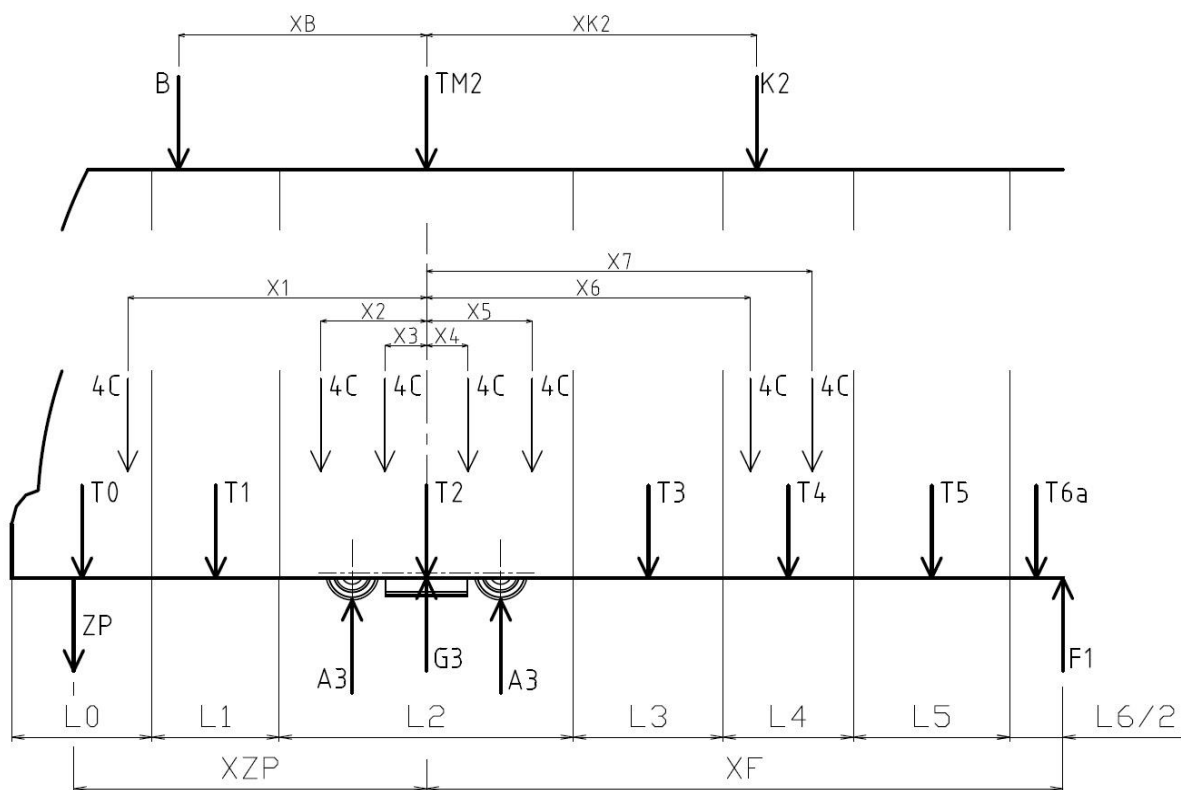 XB XK2
B TM2 K2
X7
X1 X6
X2 X5
X3 X4
4C 4C 4C 4C 4C 4C 4C
T0 T1 T2 T3 T4 T5 T6a
ZP G3 F1
A3 A3
L0 L1 L2 L3 L4 L5 L6/2
XZP XF